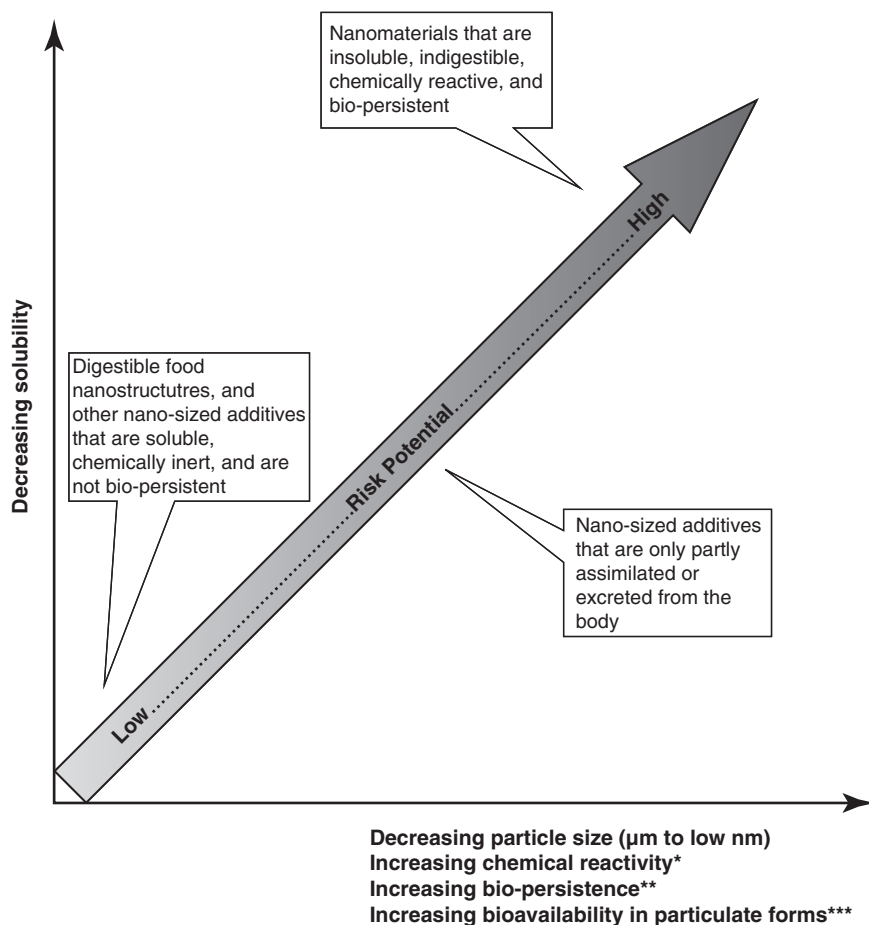 Nanomaterials that are
insoluble, indigestible,
chemically reactive, and
bio-persistent
High
Decreasing solubility
Digestible food
nanostructutres, and
other nano-sized additives
that are soluble,
chemically inert, and are
not bio-persistent
Risk Potential
Nano-sized additives
that are only partly
assimilated or
excreted from the
body
Low
Decreasing particle size (µm to low nm)
Increasing chemical reactivity*
Increasing bio-persistence**
Increasing bioavailability in particulate forms***